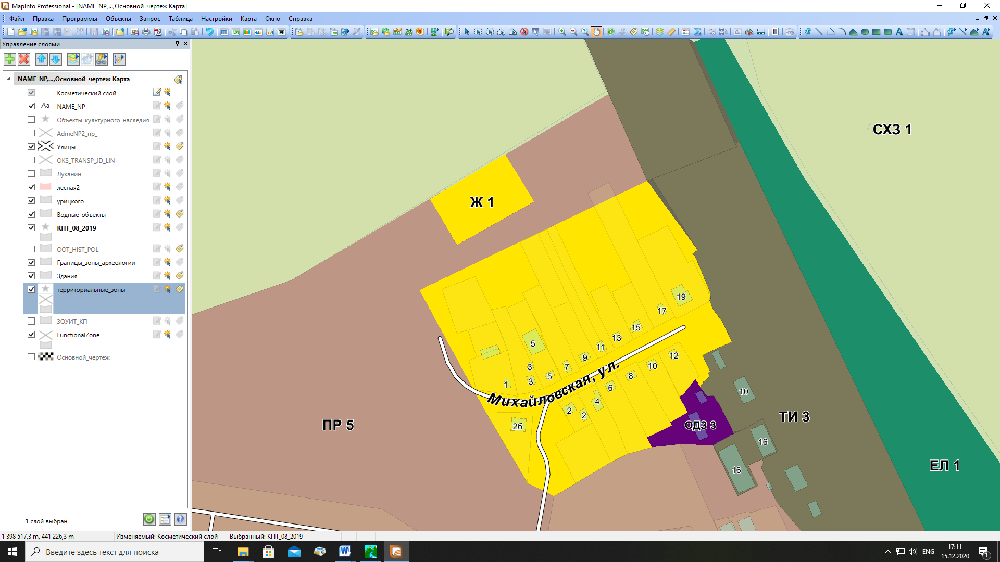 MapInfo Professional - [NAME_NP,...,Основной_чертеж Карта]
Файл Правка Программы Объекты Запрос Таблица Настройки Карта Окно Справка
Управление слоями
NAME_NP,...,Основной_чертеж Карта
Косметический слой
Aa NAME_NP
Объекты_культурного_наследия
AdmeNP2_пр_
Улицы
OKS_TRANSP_JD_LIN
Луканин
лесная2
урицкого
Водные_объекты
КПТ_08_2019
OOT_HIST_POL
Границы_зоны_археологии
Здания
территориальные_зоны
ЗОУИТ_КП
FunctionalZone
Основной_чертеж
1 слой выбран
СХЗ 1
Ж 1
19
17
15
13
11
9
7
5
5
3
3
1
12
10
8
6
4
2
2
2б
Михайловская, ул.
10
ТИ 3
ОДЗ 3
ПР 5
16
16
ЕЛ 1
1 398 517,3 m, 441 226,3 m
Изменяемый: Косметический слой
Выбранный: КПТ_08_2019
Введите здесь текст для поиска
ENG
17:11
15.12.2020
1